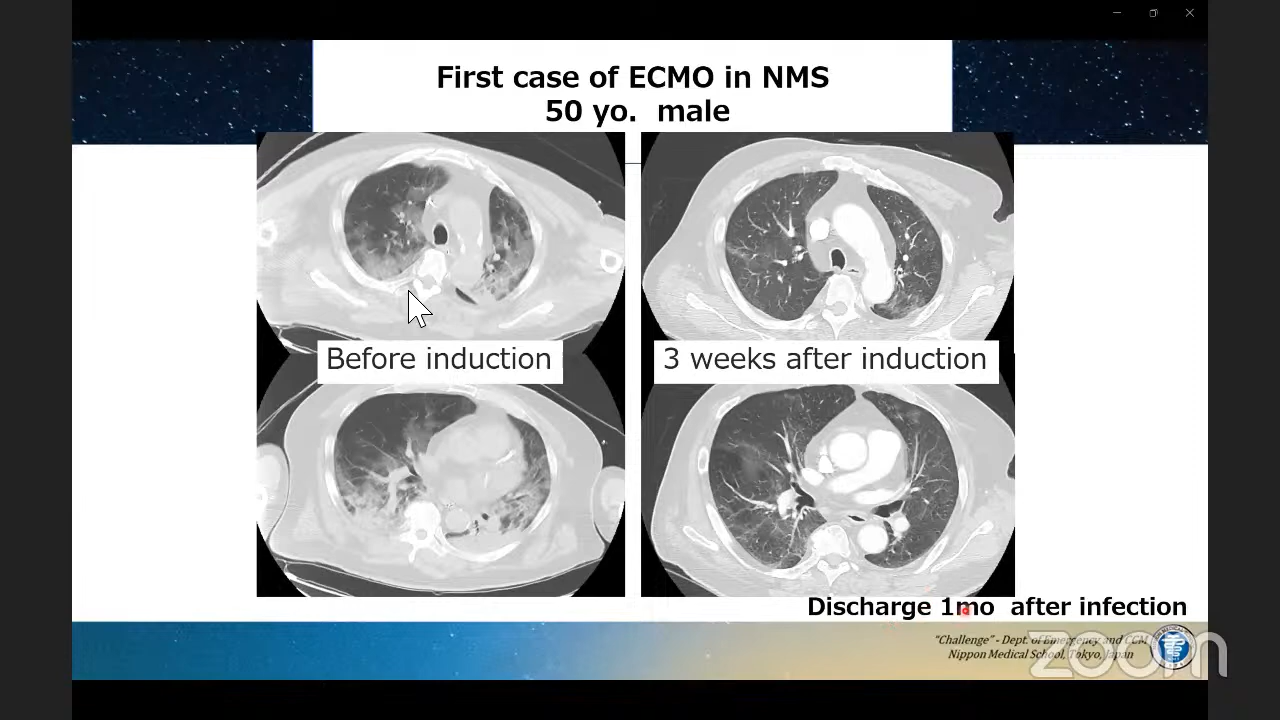 First case of ECMO in NMS
50 yo. male
Before induction
3 weeks after induction
Discharge 1mo after infection
"Challenge" - Dept. of Emergency and CCM
Nippon Medical School, Tokyo, Japan
zoom